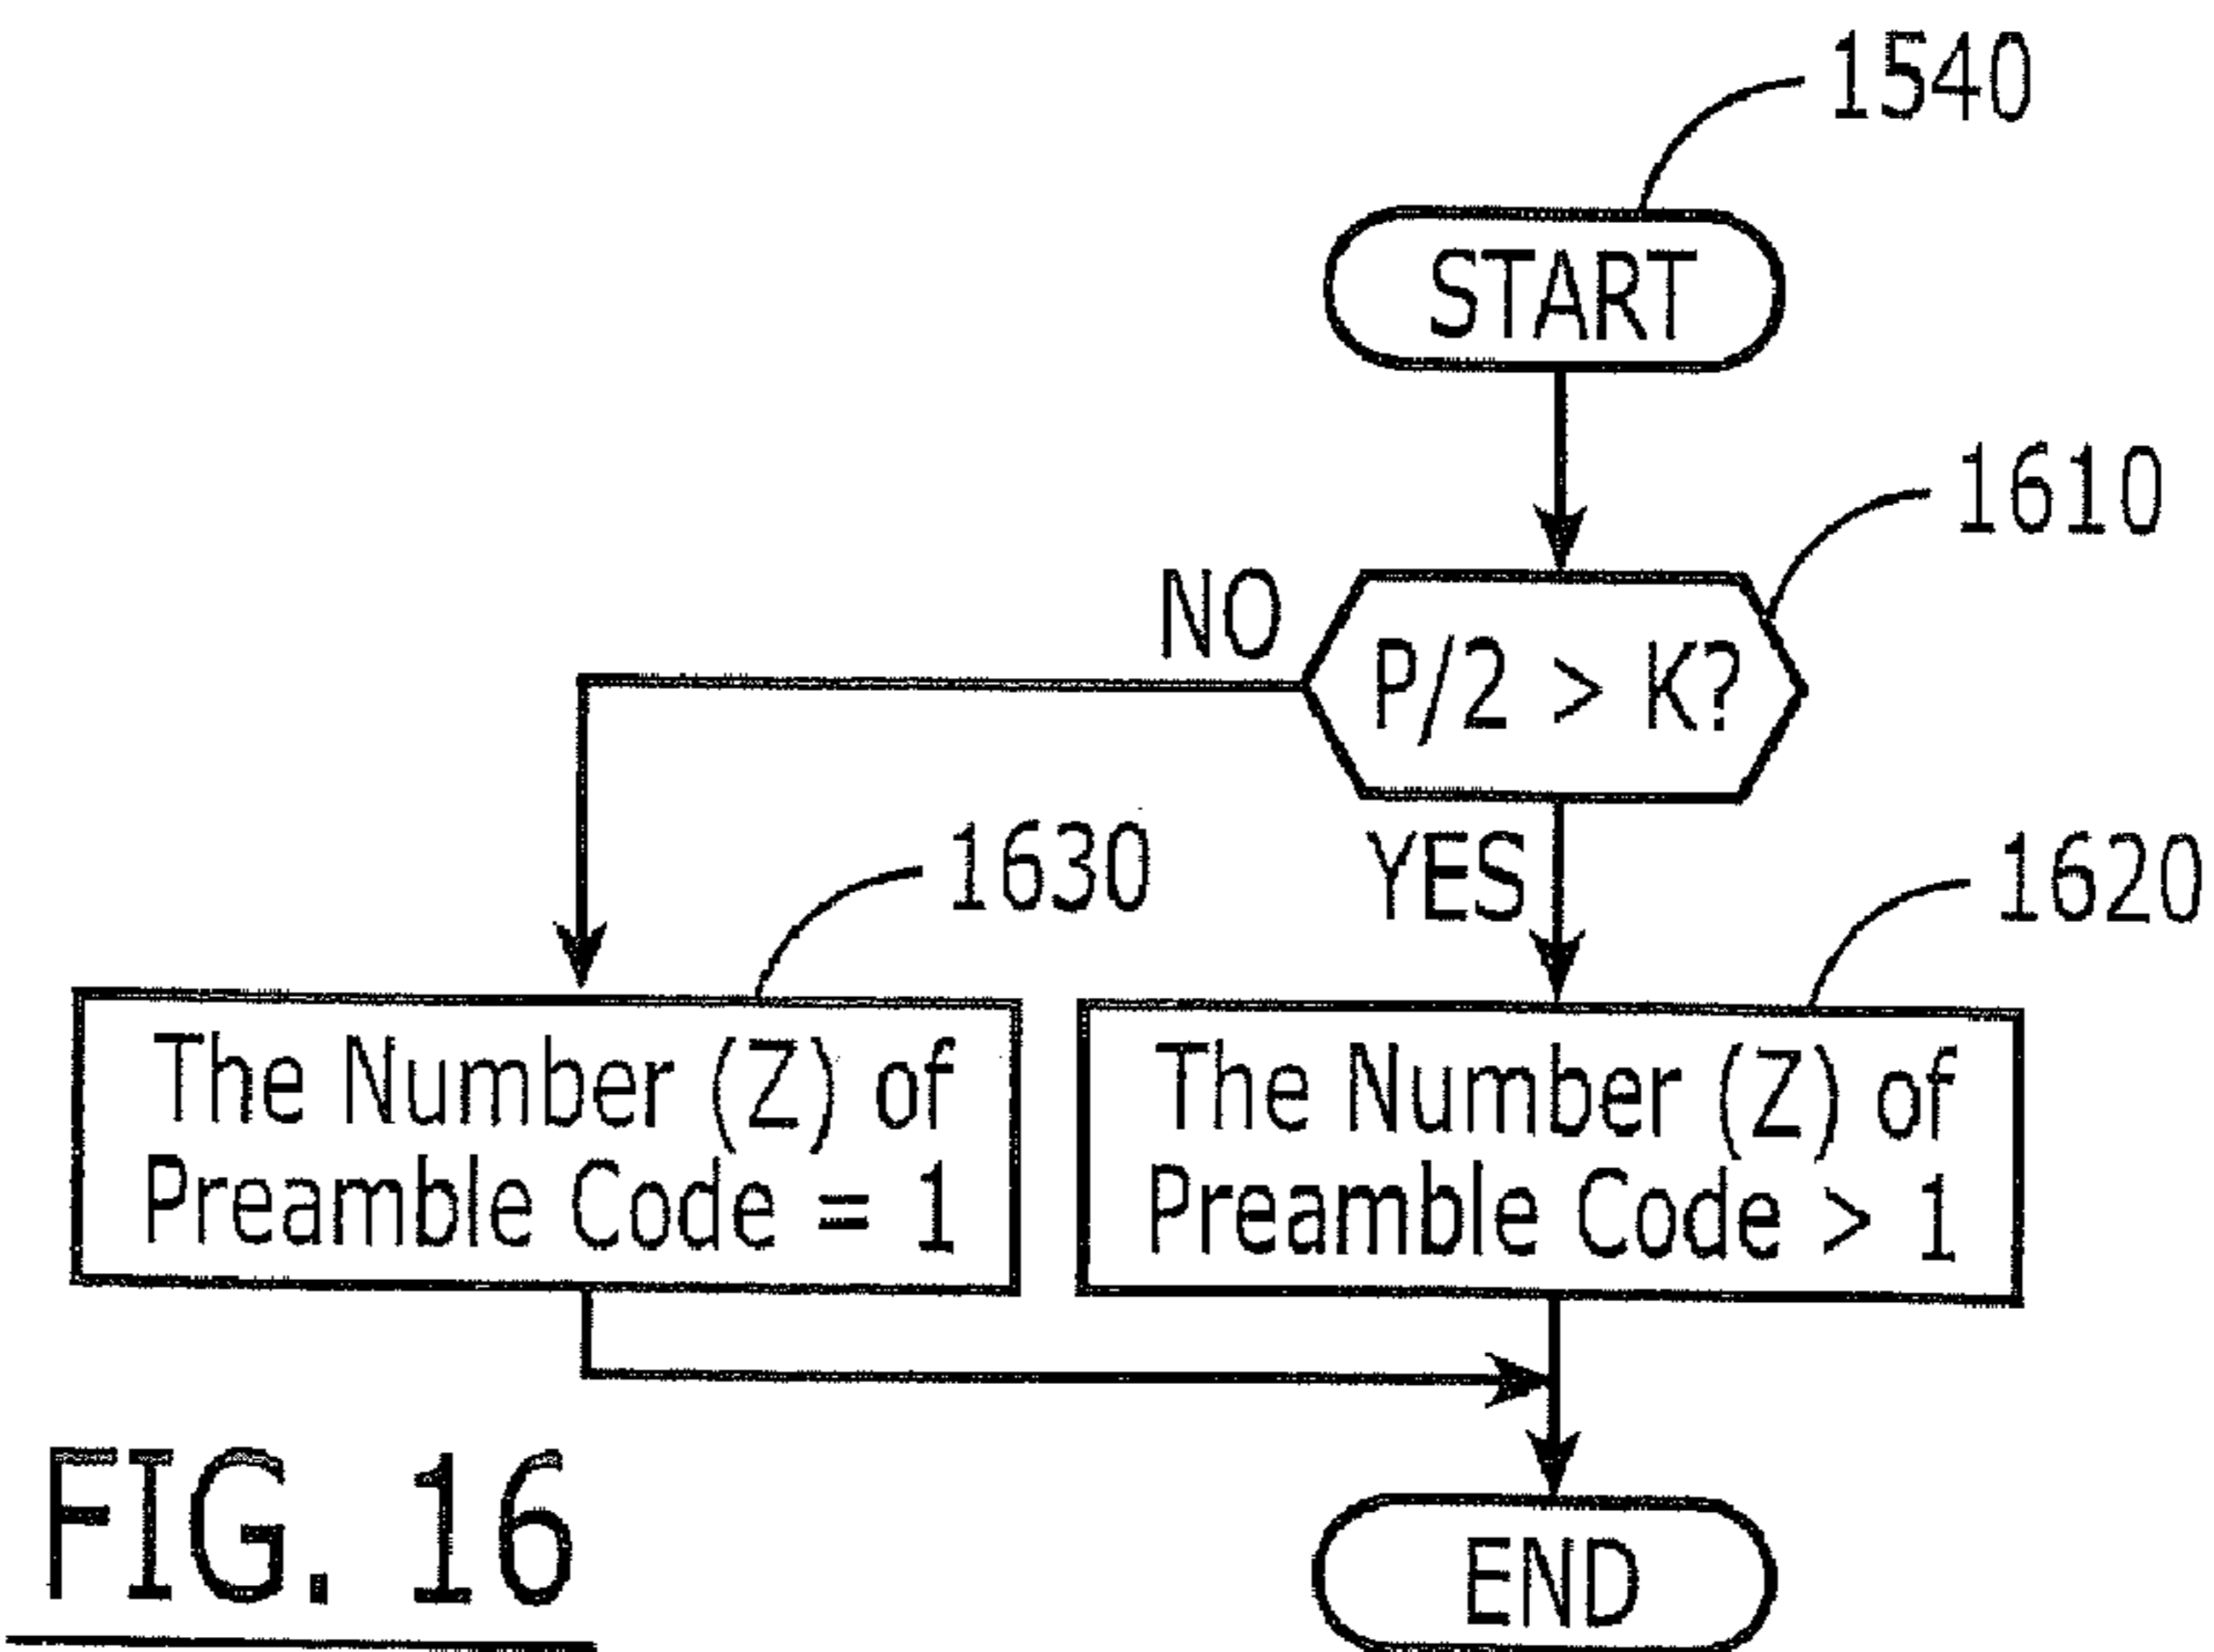 1540
START
1610
P/2 > K?
NO
YES
1630
1620
The Number (Z) of
Preamble Code = 1
The Number (Z) of
Preamble Code > 1
END
FIG. 16